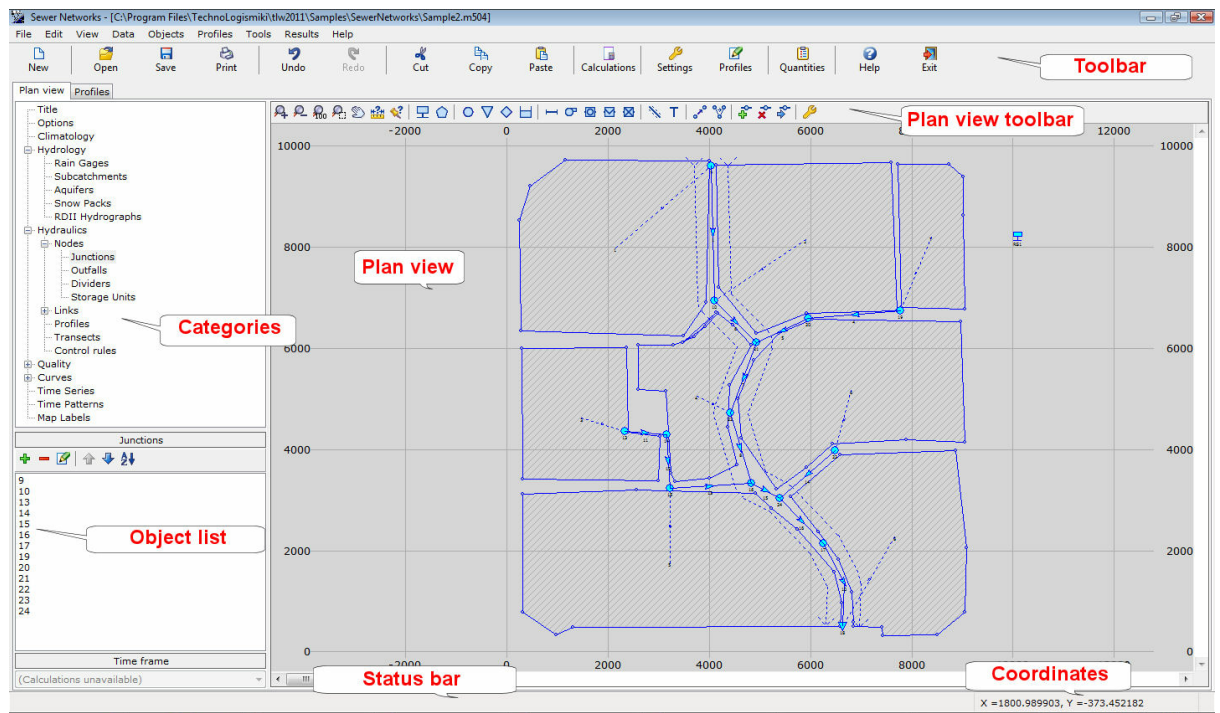 Sewer Networks - [C:\Program Files\TechnoLogismiki\tlw2011\Samples\SewerNetworks\Sample2.m504]
File Edit View Data Objects Profiles Tools Results Help
New Open Save Print Undo Redo Cut Copy Paste Calculations Settings Profiles Quantities Help Exit
Toolbar
Plan view Profiles
Plan view toolbar
Title
Options
Climatology
Hydrology
Rain Gages
Subcatchments
Aquifers
Snow Packs
RDII Hydrographs
Hydraulics
Nodes
Junctions
Outfalls
Dividers
Storage Units
Links
Profiles
Transects
Control rules
Quality
Curves
Time Series
Time Patterns
Map Labels
Categories
Junctions
9
10
13
14
15
16
17
19
20
21
22
23
24
Object list
Time frame
(Calculations unavailable)
-2000 0 2000 4000 6000 12000
10000 10000
8000 8000
Plan view
6000 6000
4000 4000
2000 2000
0 0
-2000 0 2000 4000 6000 8000
Status bar
Coordinates
X =1800.989903, Y =-373.452182